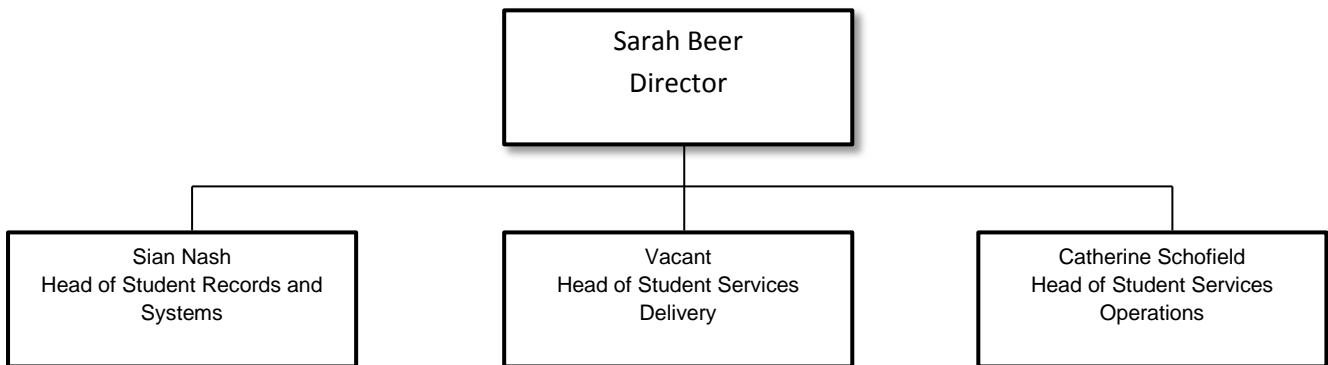 Sarah Beer
Director
Sian Nash
Head of Student Records and
Systems
Vacant
Head of Student Services
Delivery
Catherine Schofield
Head of Student Services
Operations